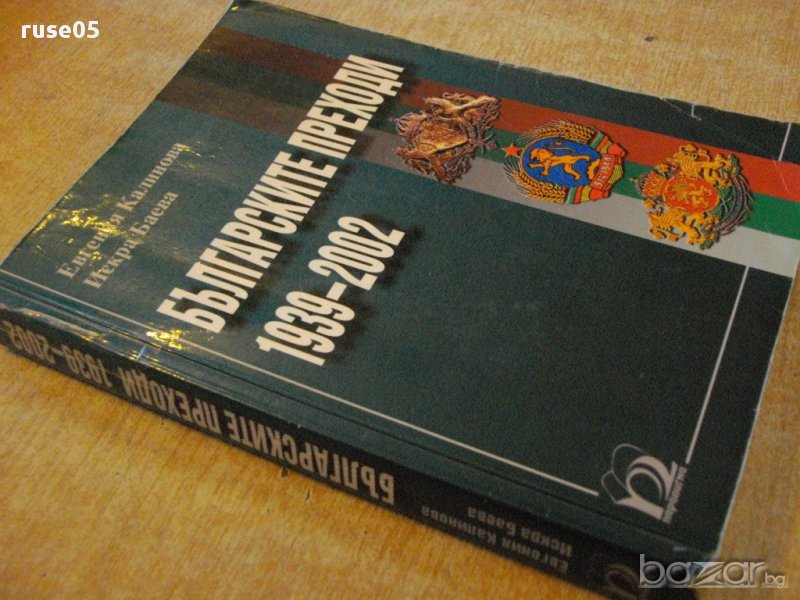 ruse05
Евгения Калинова
Искра Баева
БЪЛГАРСКИТЕ ПРЕХОДИ
1939–2002
Парадигма
БЪЛГАРСКИТЕ ПРЕХОДИ 1939–2002
Евгения Калинова
Искра Баева
bazar.bg